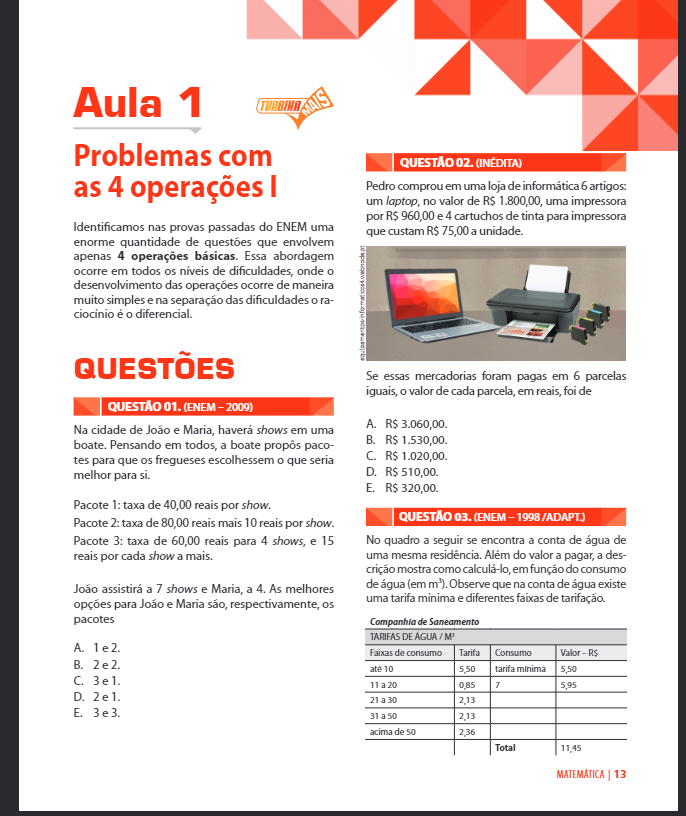 Aula 1
TURBINA MAIS
Problemas com
as 4 operações I
Identificamos nas provas passadas do ENEM uma
enorme quantidade de questões que envolvem
apenas 4 operações básicas. Essa abordagem
ocorre em todos os níveis de dificuldades, onde o
desenvolvimento das operações ocorre de maneira
muito simples e na separação das dificuldades o ra-
ciocínio é o diferencial.
QUESTÕES
QUESTÃO 01. (ENEM – 2009)
Na cidade de João e Maria, haverá shows em uma
boate. Pensando em todos, a boate propôs paco-
tes para que os fregueses escolhessem o que seria
melhor para si.
Pacote 1: taxa de 40,00 reais por show.
Pacote 2: taxa de 80,00 reais mais 10 reais por show.
Pacote 3: taxa de 60,00 reais para 4 shows, e 15
reais por cada show a mais.
João assistirá a 7 shows e Maria, a 4. As melhores
opções para João e Maria são, respectivamente, os
pacotes
A. 1 e 2.
B. 2 e 2.
C. 3 e 1.
D. 2 e 1.
E. 3 e 3.
QUESTÃO 02. (INÉDITA)
Pedro comprou em uma loja de informática 6 artigos:
um laptop, no valor de R$ 1.800,00, uma impressora
por R$ 960,00 e 4 cartuchos de tinta para impressora
que custam R$ 75,00 a unidade.
equipamentos-informaticos4.webnode.pt
Se essas mercadorias foram pagas em 6 parcelas
iguais, o valor de cada parcela, em reais, foi de
A. R$ 3.060,00.
B. R$ 1.530,00.
C. R$ 1.020,00.
D. R$ 510,00.
E. R$ 320,00.
QUESTÃO 03. (ENEM – 1998 /ADAPT.)
No quadro a seguir se encontra a conta de água de
uma mesma residência. Além do valor a pagar, a des-
crição mostra como calculá-lo, em função do consumo
de água (em m³). Observe que na conta de água existe
uma tarifa mínima e diferentes faixas de tarifação.
Companhia de Saneamento
TARIFAS DE ÁGUA / M³
Faixas de consumo Tarifa Consumo Valor – R$
até 10 5,50 tarifa mínima 5,50
11 a 20 0,85 7 5,95
21 a 30 2,13
31 a 50 2,13
acima de 50 2,36
Total 11,45
MATEMÁTICA | 13